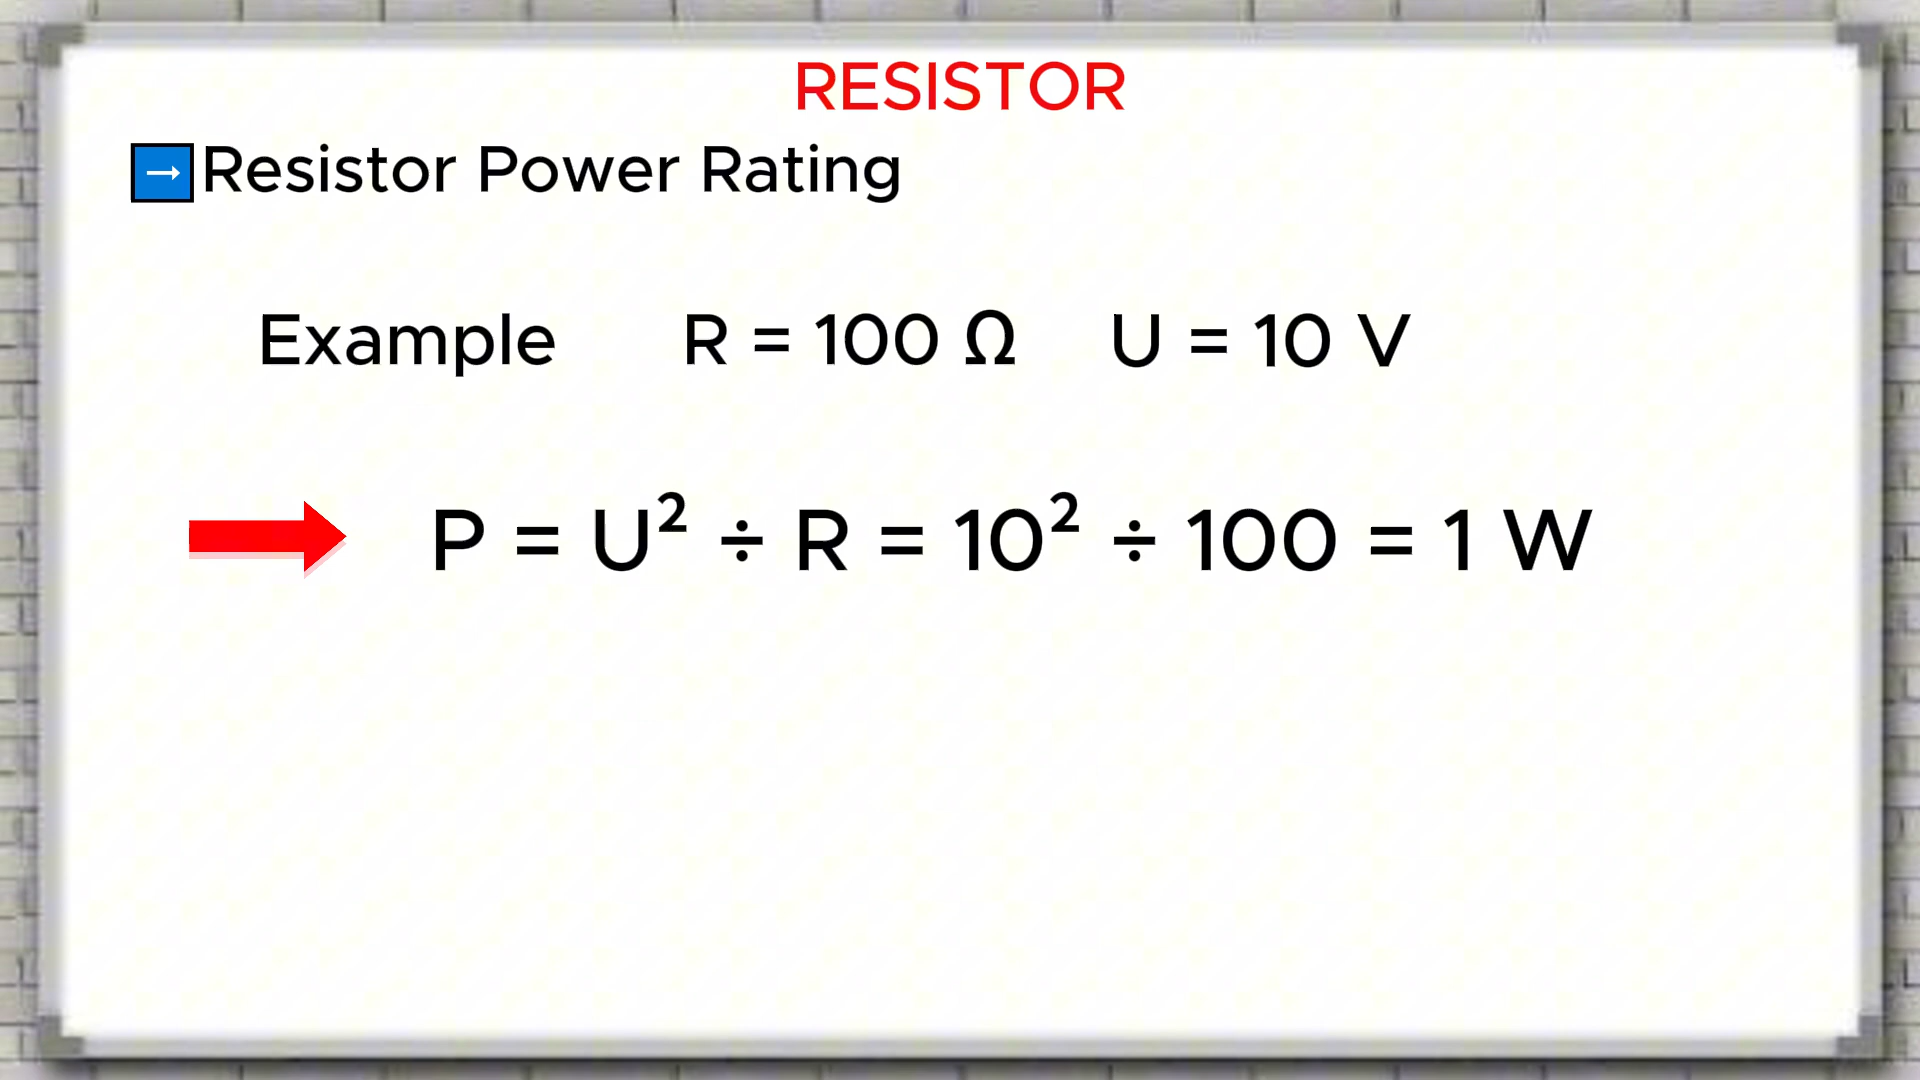 RESISTOR
→ Resistor Power Rating
Example R = 100 Ω U = 10 V
P = U² ÷ R = 10² ÷ 100 = 1 W